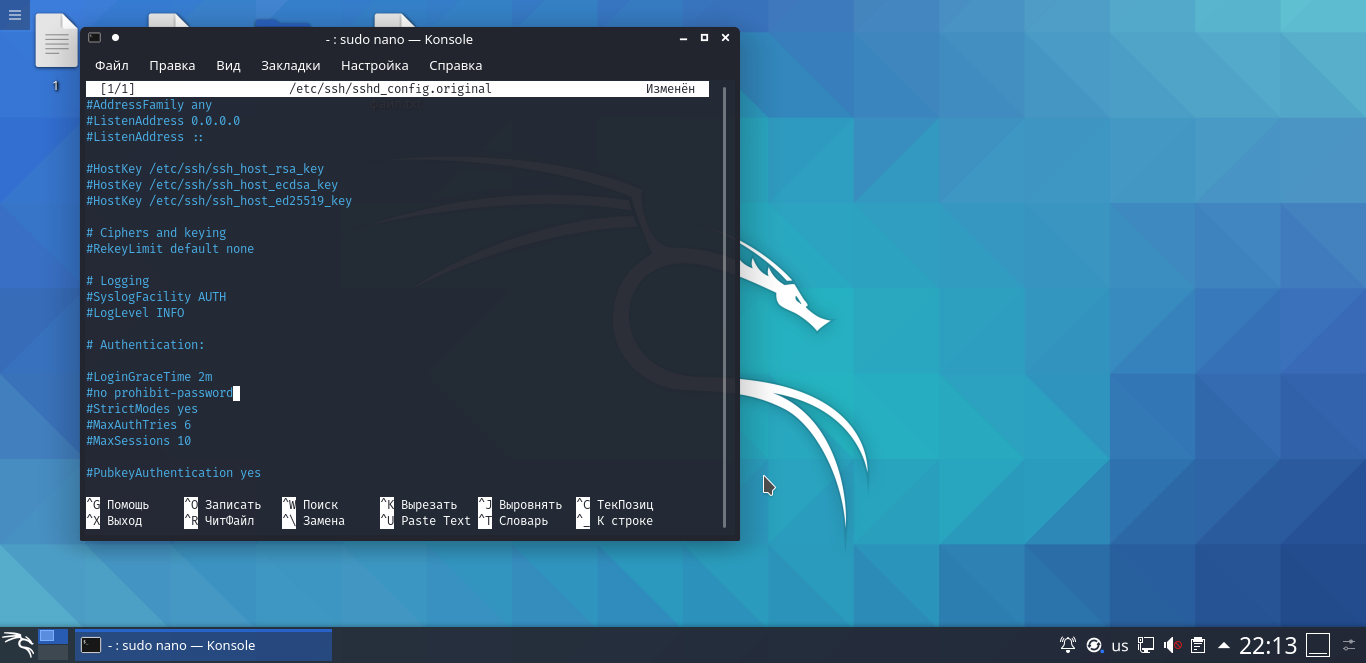 1
- : sudo nano — Konsole
Файл Правка Вид Закладки Настройка Справка
[1/1] /etc/ssh/sshd_config.original Изменён
#AddressFamily any
#ListenAddress 0.0.0.0
#ListenAddress ::
#HostKey /etc/ssh/ssh_host_rsa_key
#HostKey /etc/ssh/ssh_host_ecdsa_key
#HostKey /etc/ssh/ssh_host_ed25519_key
# Ciphers and keying
#RekeyLimit default none
# Logging
#SyslogFacility AUTH
#LogLevel INFO
# Authentication:
#LoginGraceTime 2m
#no prohibit-password
#StrictModes yes
#MaxAuthTries 6
#MaxSessions 10
#PubkeyAuthentication yes
^G Помощь ^O Записать ^W Поиск ^K Вырезать ^J Выровнять ^C ТекПозиц
^X Выход ^R ЧитФайл ^\ Замена ^U Paste Text ^T Словарь ^_ К строке
- : sudo nano — Konsole us 22:13